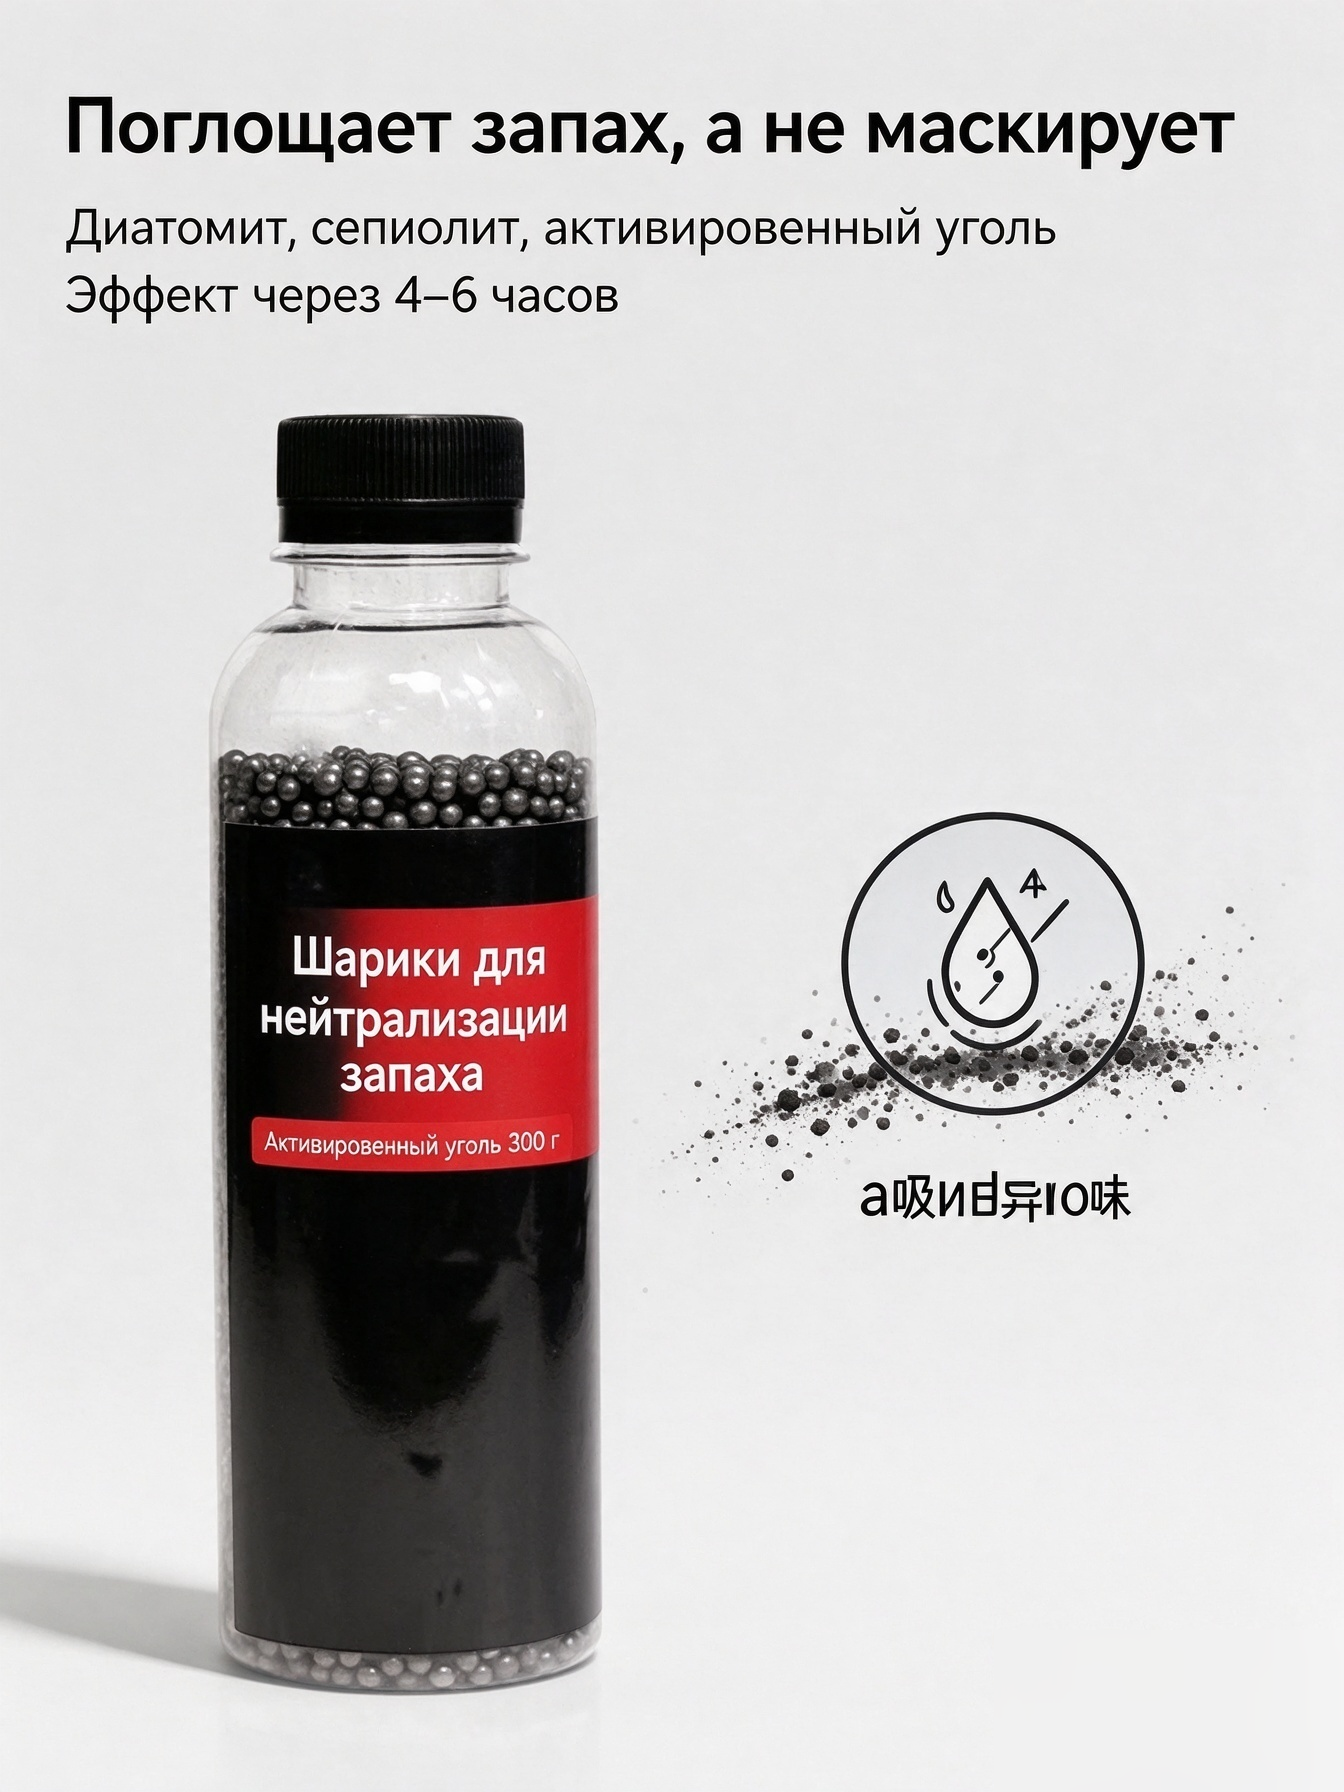 Поглощает запах, а не маскирует
Диатомит, сепиолит, активировенный уголь
Эффект через 4–6 часов
Шарики для
нейтрализации
запаха
Активировенный уголь 300 г